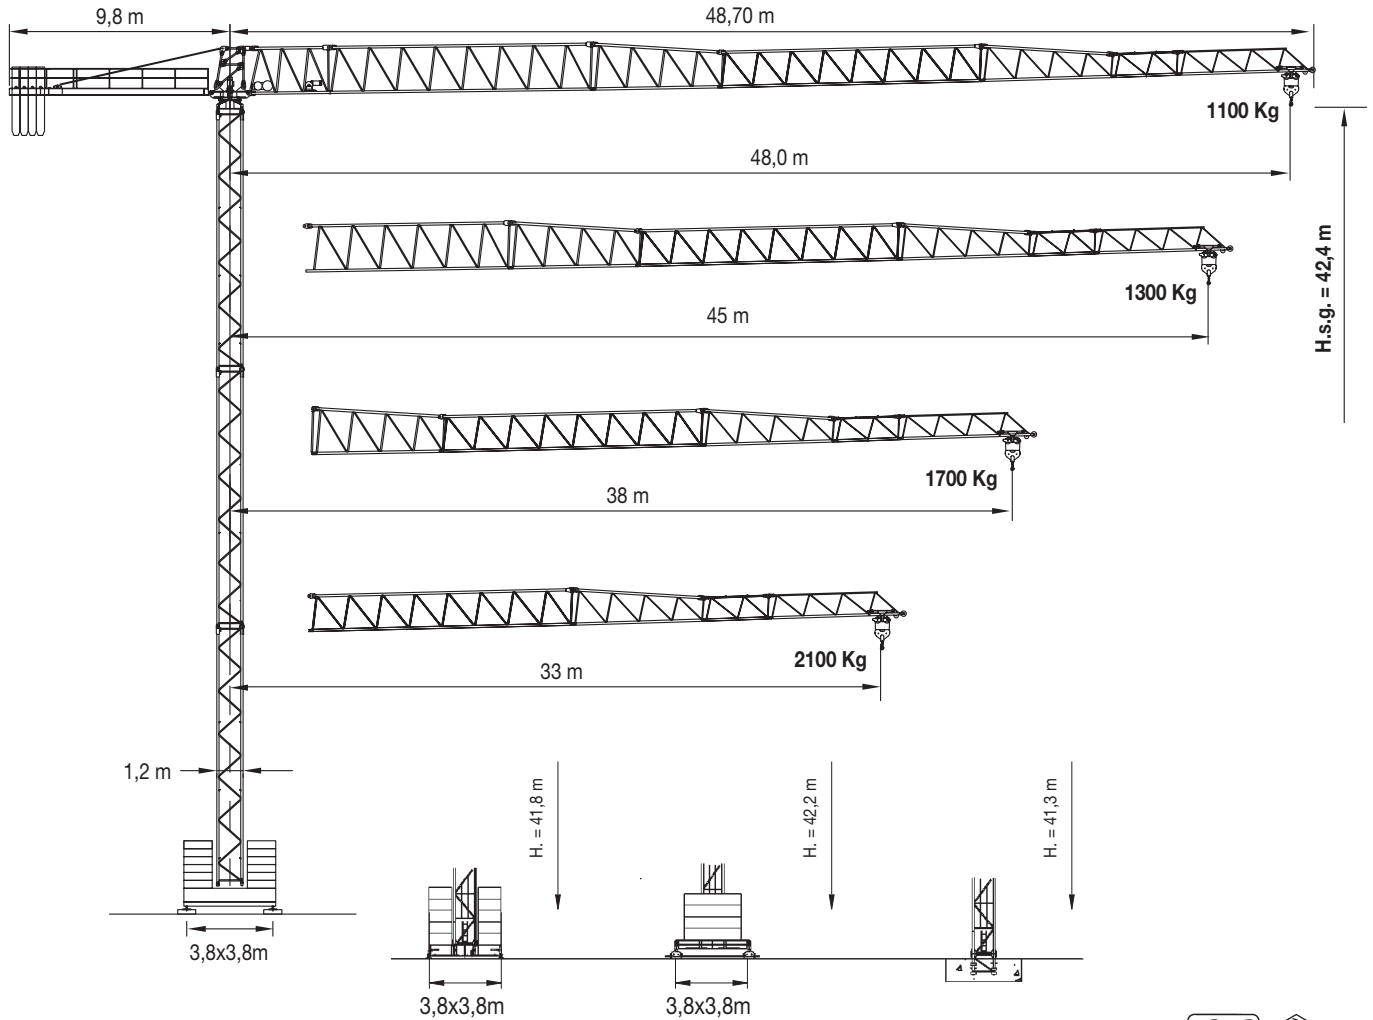 9,8 m
48,70 m
1100 Kg
48,0 m
1300 Kg
45 m
H.s.g. = 42,4 m
1700 Kg
38 m
2100 Kg
33 m
1,2 m
H. = 41,8 m
H. = 42,2 m
H. = 41,3 m
3,8x3,8m
3,8x3,8m
3,8x3,8m